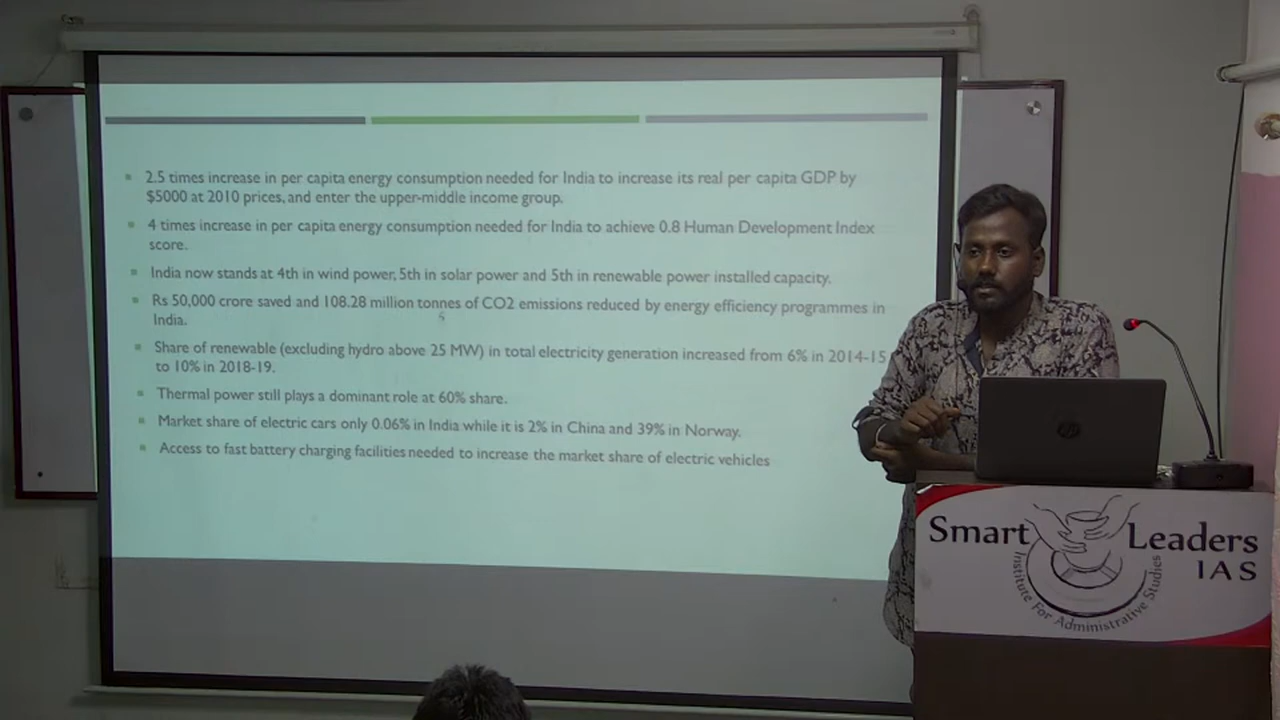 2.5 times increase in per capita energy consumption needed for India to increase its real per capita GDP by
$5000 at 2010 prices, and enter the upper-middle income group.
4 times increase in per capita energy consumption needed for India to achieve 0.8 Human Development Index
score.
India now stands at 4th in wind power, 5th in solar power and 5th in renewable power installed capacity.
Rs 50,000 crore saved and 108.28 million tonnes of CO2 emissions reduced by energy efficiency programmes in
India.
Share of renewable (excluding hydro above 25 MW) in total electricity generation increased from 6% in 2014-15
to 10% in 2018-19.
Thermal power still plays a dominant role at 60% share.
Market share of electric cars only 0.06% in India while it is 2% in China and 39% in Norway.
Access to fast battery charging facilities needed to increase the market share of electric vehicles
hp
Smart Leaders
IAS
Institute For Administrative Studies